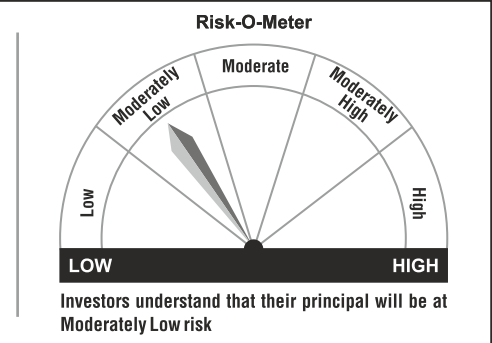 Risk-O-Meter
Moderate
Moderately
Low
Moderately
High
Low
High
LOW
HIGH
Investors understand that their principal will be at
Moderately Low risk